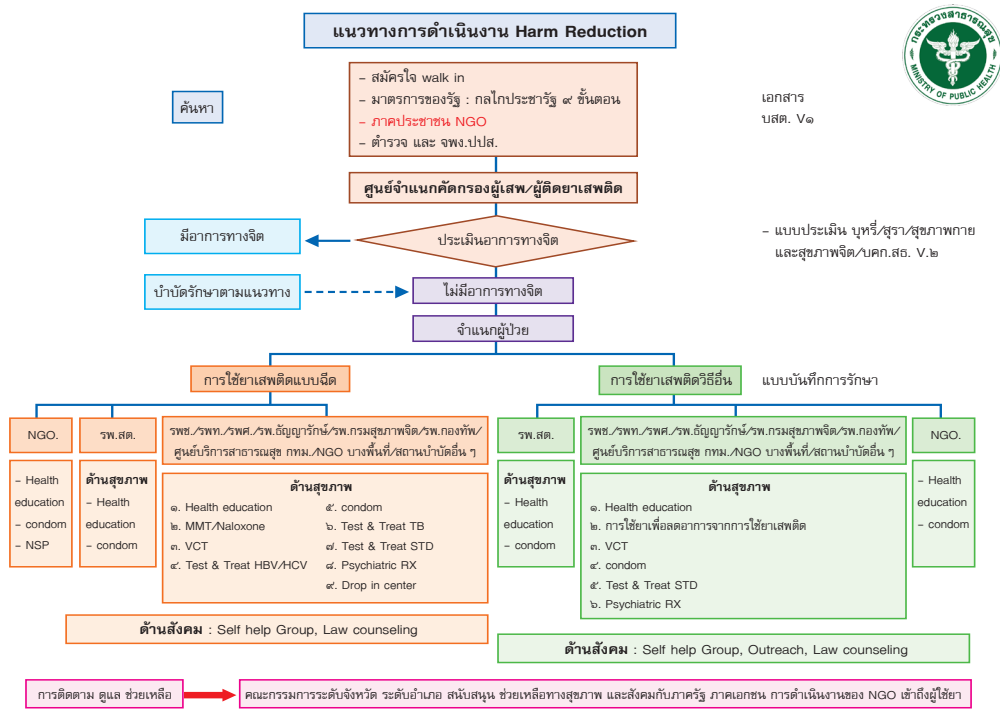 แนวทางการดำเนินงาน Harm Reduction
กระทรวงสาธารณสุข
MINISTRY OF PUBLIC HEALTH
ค้นหา
- สมัครใจ walk in
- มาตรการของรัฐ : กลไกประชารัฐ ๙ ขั้นตอน
- ภาคประชาชน NGO
- ตำรวจ และ จพง.ปปส.
เอกสาร
บสต. V๑
ศูนย์จำแนกคัดกรองผู้เสพ/ผู้ติดยาเสพติด
มีอาการทางจิต
ประเมินอาการทางจิต
- แบบประเมิน บุหรี่/สุรา/สุขภาพกาย
และสุขภาพจิต/บคก.สธ. V.๒
บำบัดรักษาตามแนวทาง
ไม่มีอาการทางจิต
จำแนกผู้ป่วย
การใช้ยาเสพติดแบบฉีด
การใช้ยาเสพติดวิธีอื่น
แบบบันทึกการรักษา
NGO.
- Health
education
- condom
- NSP
รพ.สต.
ด้านสุขภาพ
- Health
education
- condom
รพช./รพท./รพศ./รพ.ธัญญารักษ์/รพ.กรมสุขภาพจิต/รพ.กองทัพ/
ศูนย์บริการสาธารณสุข กทม./NGO บางพื้นที่/สถานบำบัดอื่น ๆ
ด้านสุขภาพ
๑. Health education
๒. MMT/Naloxone
๓. VCT
๔. Test & Treat HBV/HCV
๕. condom
๖. Test & Treat TB
๗. Test & Treat STD
๘. Psychiatric RX
๙. Drop in center
ด้านสังคม : Self help Group, Law counseling
รพ.สต.
ด้านสุขภาพ
- Health
education
- condom
รพช./รพท./รพศ./รพ.ธัญญารักษ์/รพ.กรมสุขภาพจิต/รพ.กองทัพ/
ศูนย์บริการสาธารณสุข กทม./NGO บางพื้นที่/สถานบำบัดอื่น ๆ
ด้านสุขภาพ
๑. Health education
๒. การใช้ยาเพื่อลดอาการจากการใช้ยาเสพติด
๓. VCT
๔. condom
๕. Test & Treat STD
๖. Psychiatric RX
NGO.
- Health
education
- condom
ด้านสังคม : Self help Group, Outreach, Law counseling
การติดตาม ดูแล ช่วยเหลือ
คณะกรรมการระดับจังหวัด ระดับอำเภอ สนับสนุน ช่วยเหลือทางสุขภาพ และสังคมกับภาครัฐ ภาคเอกชน การดำเนินงานของ NGO เข้าถึงผู้ใช้ยา